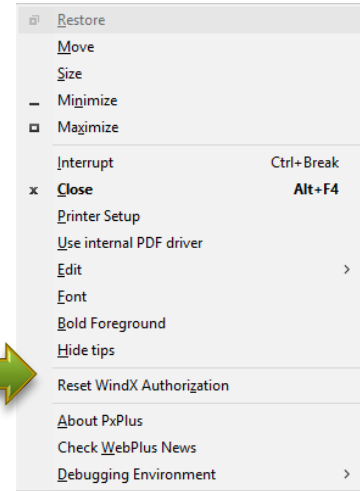 Restore
Move
Size
Minimize
Maximize
Interrupt Ctrl+Break
Close Alt+F4
Printer Setup
Use internal PDF driver
Edit
Font
Bold Foreground
Hide tips
Reset WindX Authorization
About PxPlus
Check WebPlus News
Debugging Environment